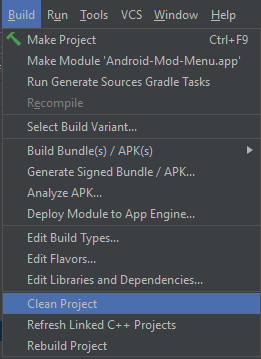 Build Run Tools VCS Window Help
Make Project Ctrl+F9
Make Module 'Android-Mod-Menu.app'
Run Generate Sources Gradle Tasks
Recompile
Select Build Variant...
Build Bundle(s) / APK(s)
Generate Signed Bundle / APK...
Analyze APK...
Deploy Module to App Engine...
Edit Build Types...
Edit Flavors...
Edit Libraries and Dependencies...
Clean Project
Refresh Linked C++ Projects
Rebuild Project